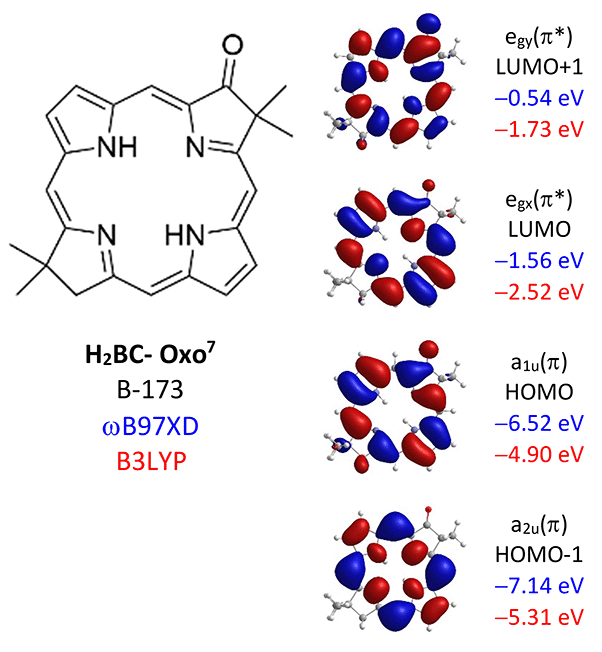 O
NH
N
N
HN
H₂BC- Oxo⁷
B-173
ωB97XD
B3LYP
e_gy(π*)
LUMO+1
−0.54 eV
−1.73 eV
e_gx(π*)
LUMO
−1.56 eV
−2.52 eV
a₁ᵤ(π)
HOMO
−6.52 eV
−4.90 eV
a₂ᵤ(π)
HOMO-1
−7.14 eV
−5.31 eV